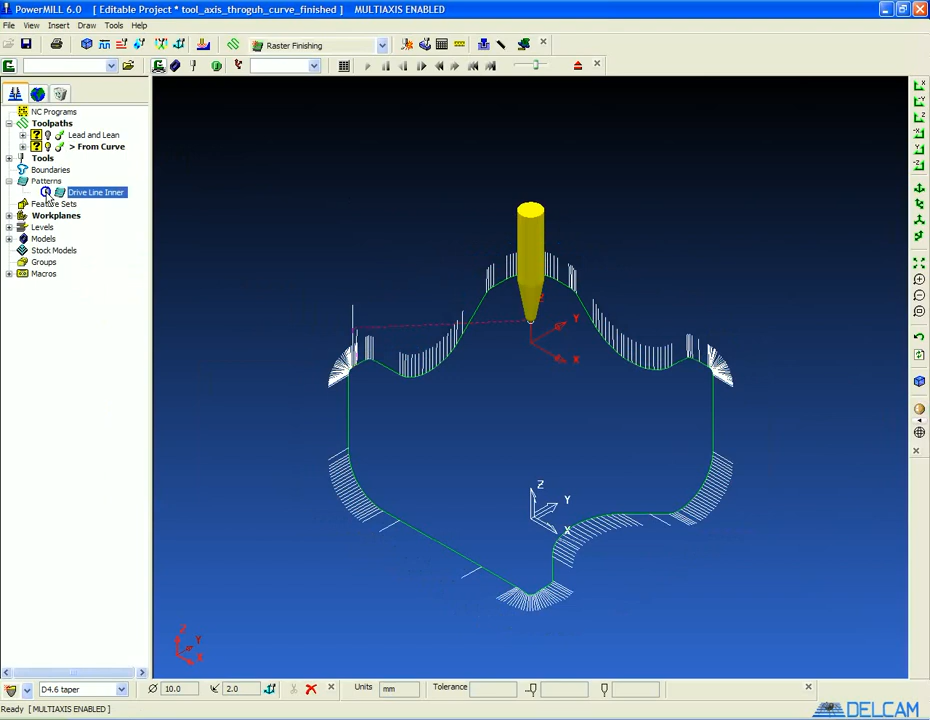 PowerMILL 6.0    [ Editable Project * tool_axis_throguh_curve_finished ]    MULTIAXIS ENABLED
File View Insert Draw Tools Help
Raster Finishing
NC Programs
Toolpaths
Lead and Lean
> From Curve
Tools
Boundaries
Patterns
Drive Line Inner
Feature Sets
Workplanes
Levels
Models
Stock Models
Groups
Macros
Z
Y
X
Z
Y
X
Z
Y
X
D4.6 taper
10.0
2.0
Units mm Tolerance
Ready [MULTIAXIS ENABLED]
DELCAM